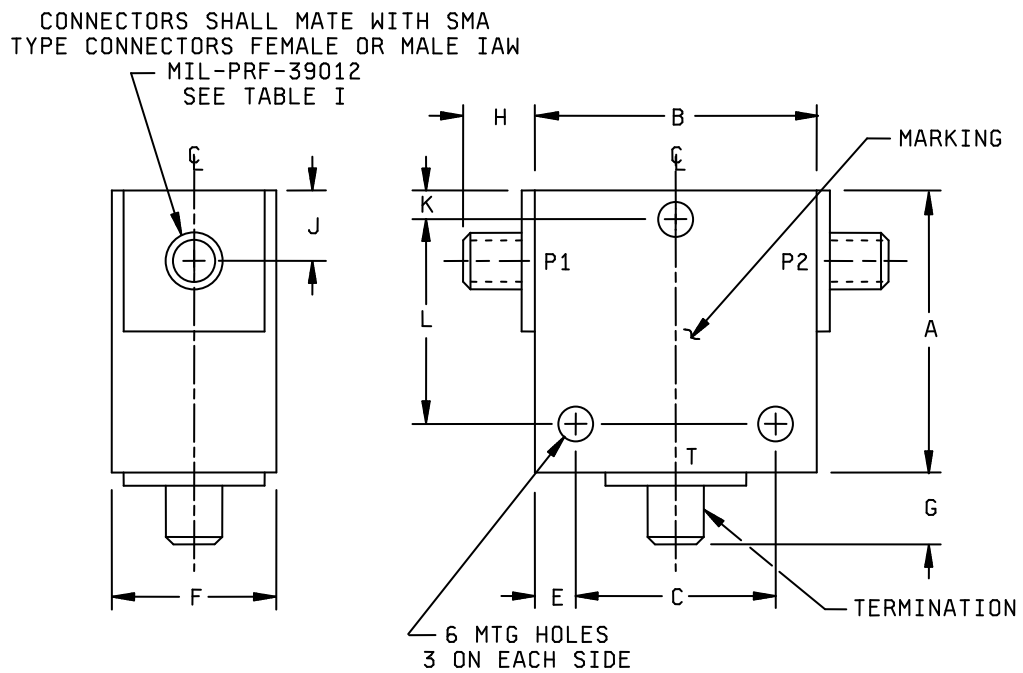 CONNECTORS SHALL MATE WITH SMA
TYPE CONNECTORS FEMALE OR MALE IAW
MIL-PRF-39012
SEE TABLE I
H
B
MARKING
℄
℄
K
J
P1
P2
L
A
T
G
F
E
C
TERMINATION
6 MTG HOLES
3 ON EACH SIDE